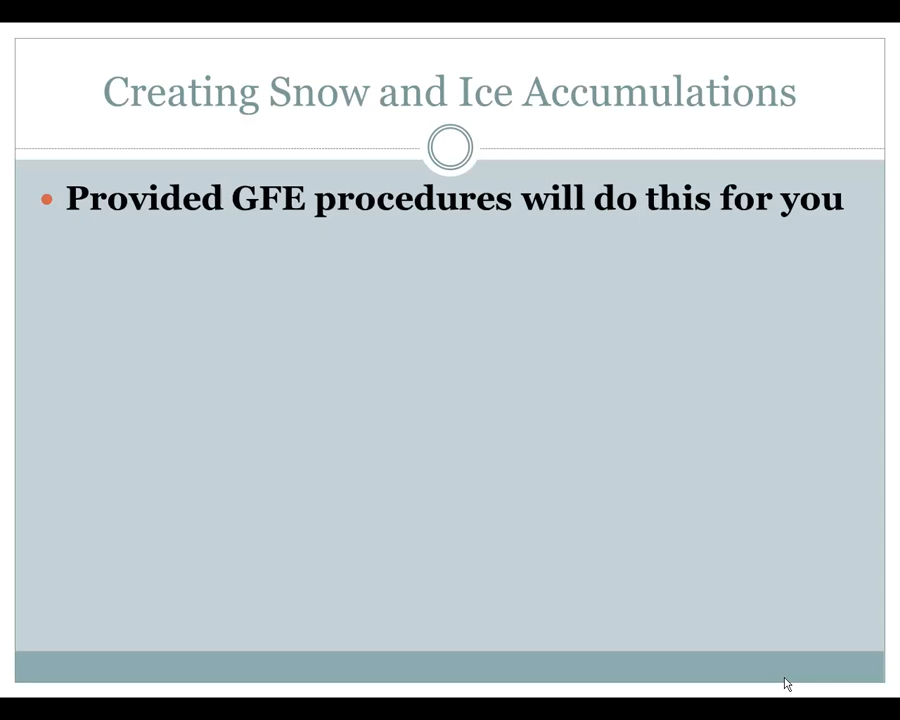 Creating Snow and Ice Accumulations
• Provided GFE procedures will do this for you